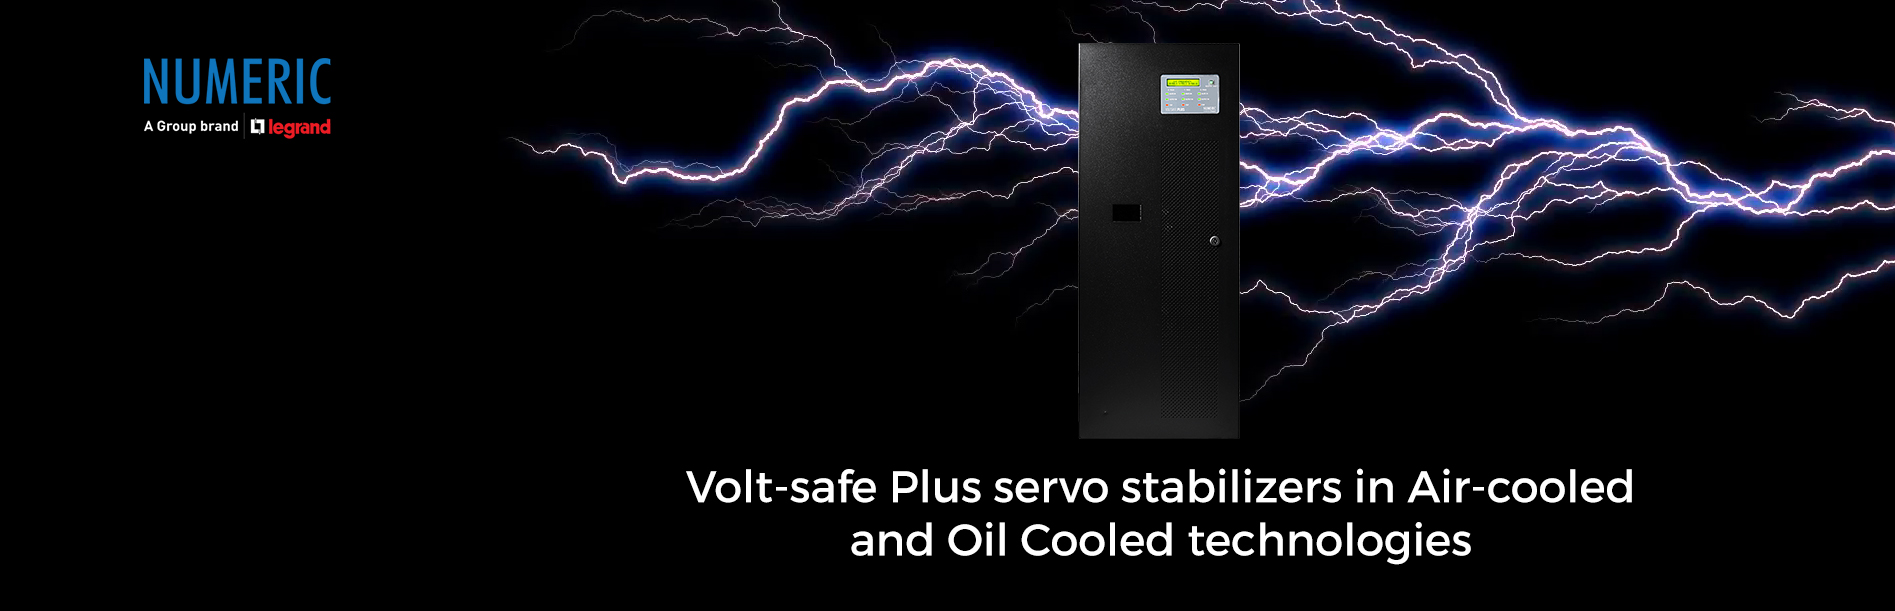 NUMERIC
A Group brand
legrand
Volt-safe Plus servo stabilizers in Air-cooled
and Oil Cooled technologies